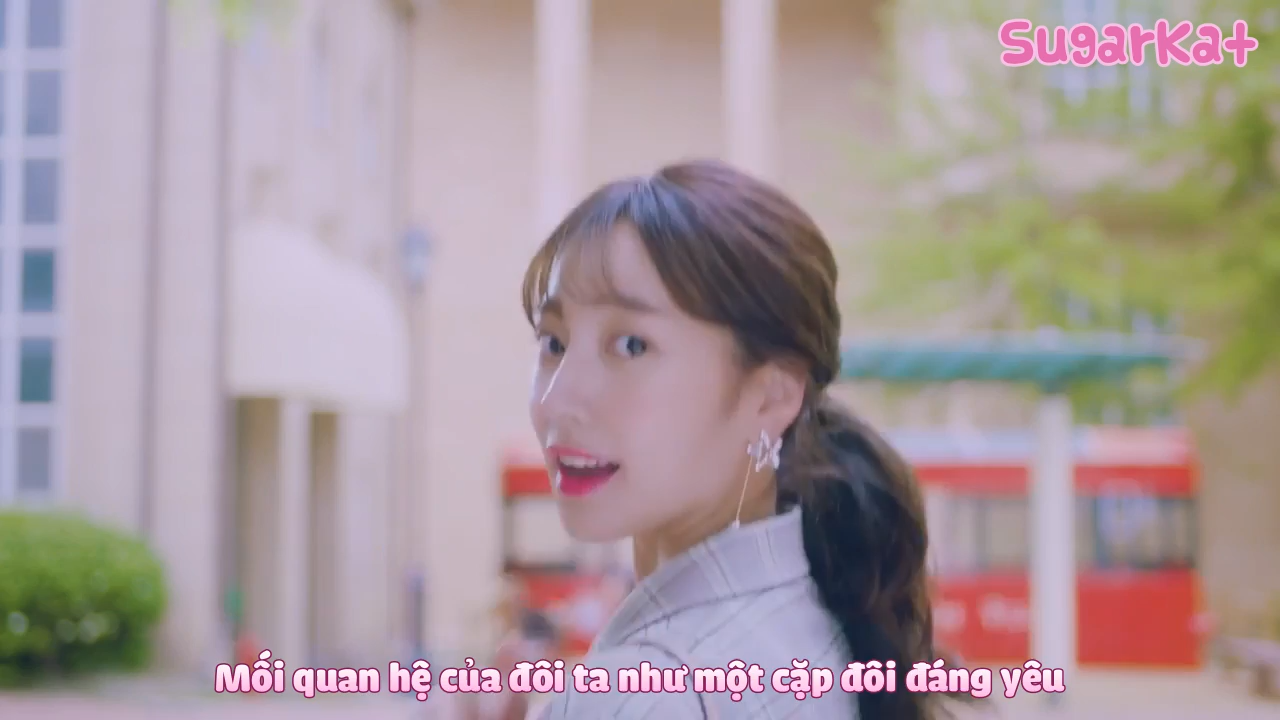 SugarKat
Mối quan hệ của đôi ta như một cặp đôi đáng yêu